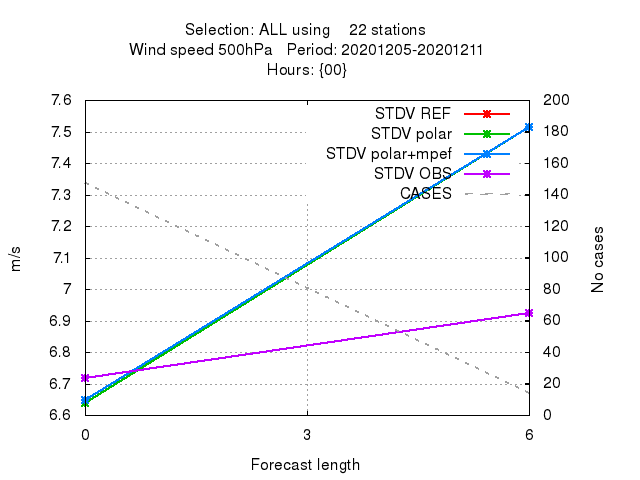 Selection: ALL using 22 stations
Wind speed 500hPa Period: 20201205-20201211
Hours: {00}
7.6 200
STDV REF
7.5 180
STDV polar
7.4 160
STDV polar+mpef
7.3 140
STDV OBS
CASES
7.2 120
7.1 100
7 80
6.9 60
6.8 40
6.7 20
6.6 0
m/s
No cases
0 3 6
Forecast length